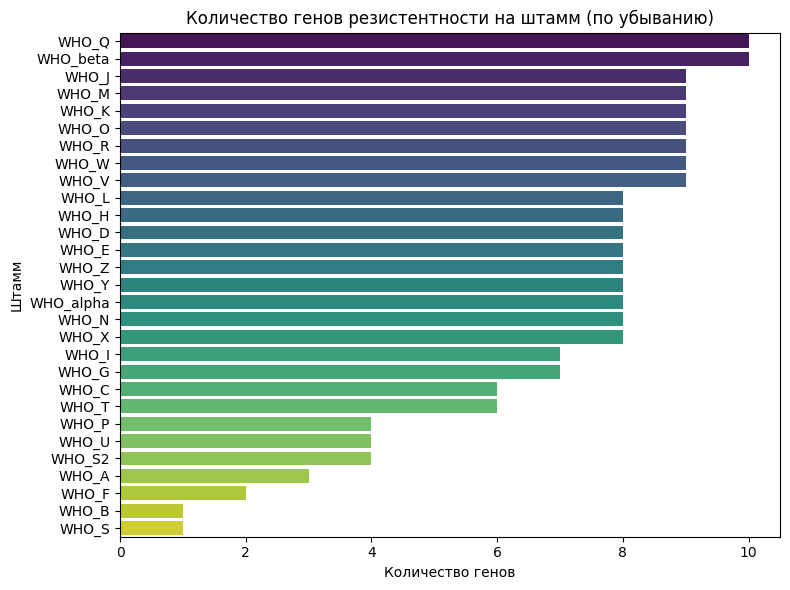 Количество генов резистентности на штамм (по убыванию)
WHO_Q
WHO_beta
WHO_J
WHO_M
WHO_K
WHO_O
WHO_R
WHO_W
WHO_V
WHO_L
WHO_H
WHO_D
WHO_E
WHO_Z
WHO_Y
WHO_alpha
WHO_N
WHO_X
WHO_I
WHO_G
WHO_C
WHO_T
WHO_P
WHO_U
WHO_S2
WHO_A
WHO_F
WHO_B
WHO_S
Штамм
0 2 4 6 8 10
Количество генов